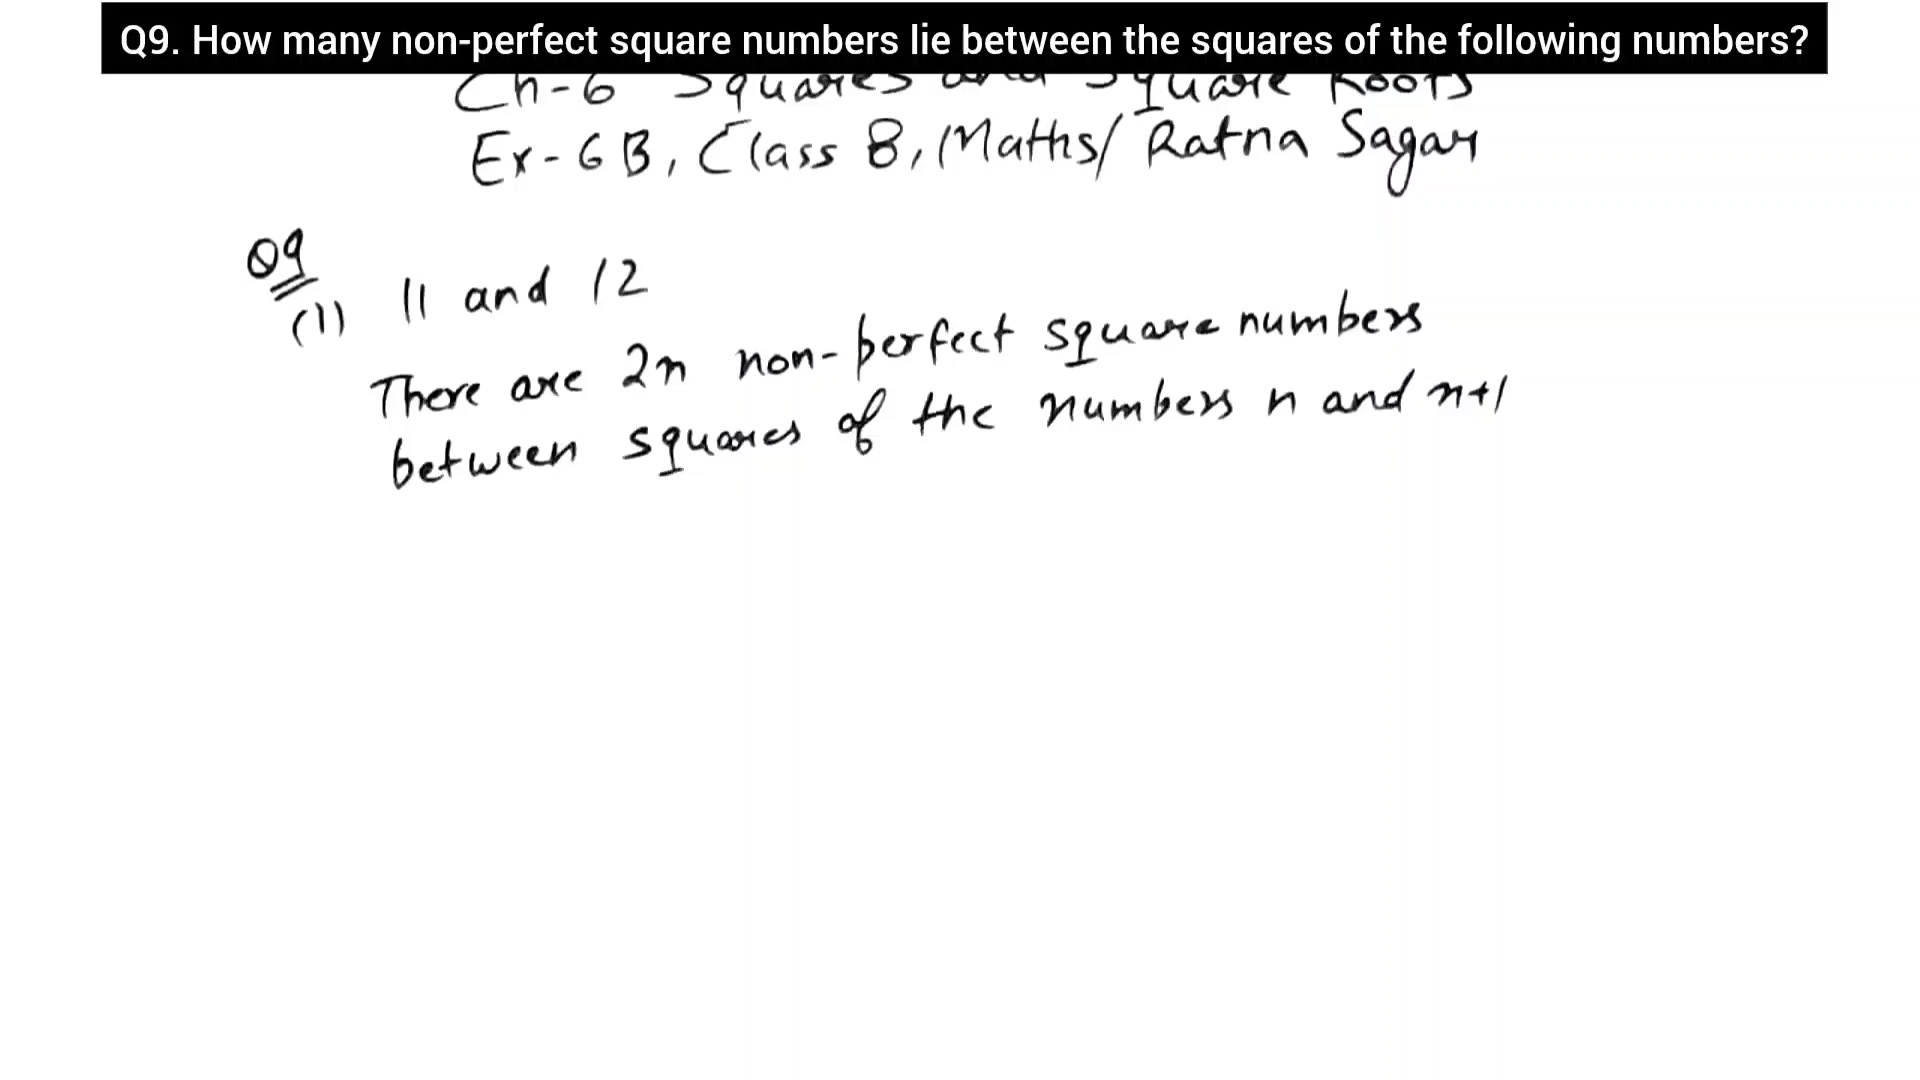 Q9. How many non-perfect square numbers lie between the squares of the following numbers?
Ch-6 Squares and Square Roots
Ex-6B, Class 8, Maths/ Ratna Sagar
Q9
(1) 11 and 12
There are 2n non-perfect square numbers
between squares of the numbers n and n+1